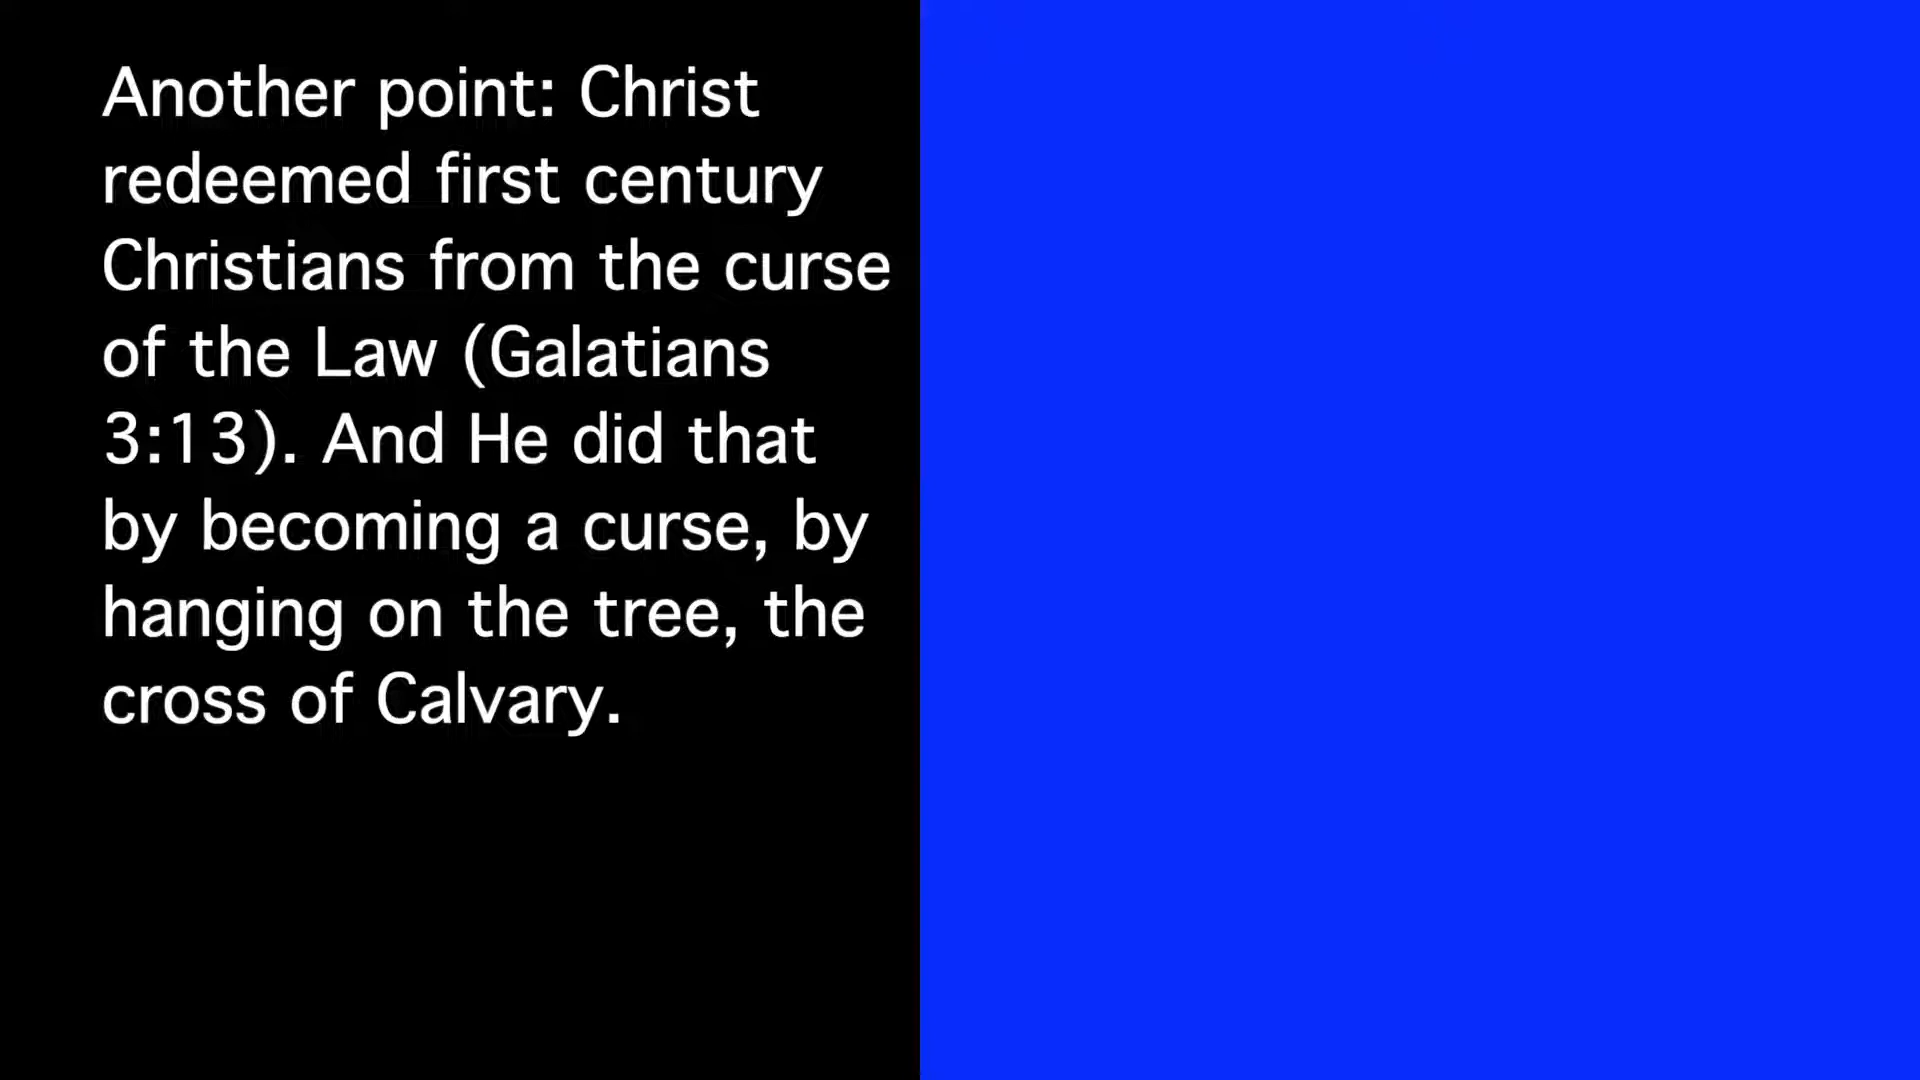 Another point: Christ
redeemed first century
Christians from the curse
of the Law (Galatians
3:13). And He did that
by becoming a curse, by
hanging on the tree, the
cross of Calvary.